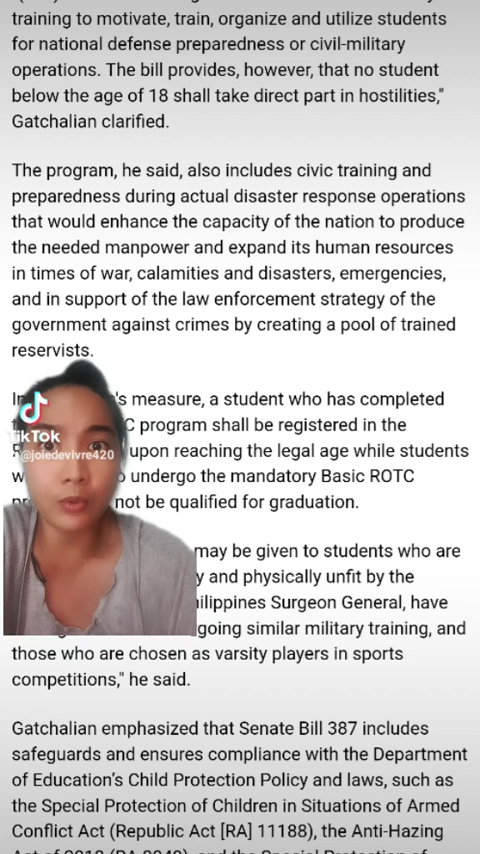 training to motivate, train, organize and utilize students
for national defense preparedness or civil-military
operations. The bill provides, however, that no student
below the age of 18 shall take direct part in hostilities,"
Gatchalian clarified.
The program, he said, also includes civic training and
preparedness during actual disaster response operations
that would enhance the capacity of the nation to produce
the needed manpower and expand its human resources
in times of war, calamities and disasters, emergencies,
and in support of the law enforcement strategy of the
government against crimes by creating a pool of trained
reservists.
's measure, a student who has completed
C program shall be registered in the
upon reaching the legal age while students
undergo the mandatory Basic ROTC
not be qualified for graduation.
TikTok
@joiedevivre420
may be given to students who are
y and physically unfit by the
hilippines Surgeon General, have
going similar military training, and
those who are chosen as varsity players in sports
competitions," he said.
Gatchalian emphasized that Senate Bill 387 includes
safeguards and ensures compliance with the Department
of Education's Child Protection Policy and laws, such as
the Special Protection of Children in Situations of Armed
Conflict Act (Republic Act [RA] 11188), the Anti-Hazing